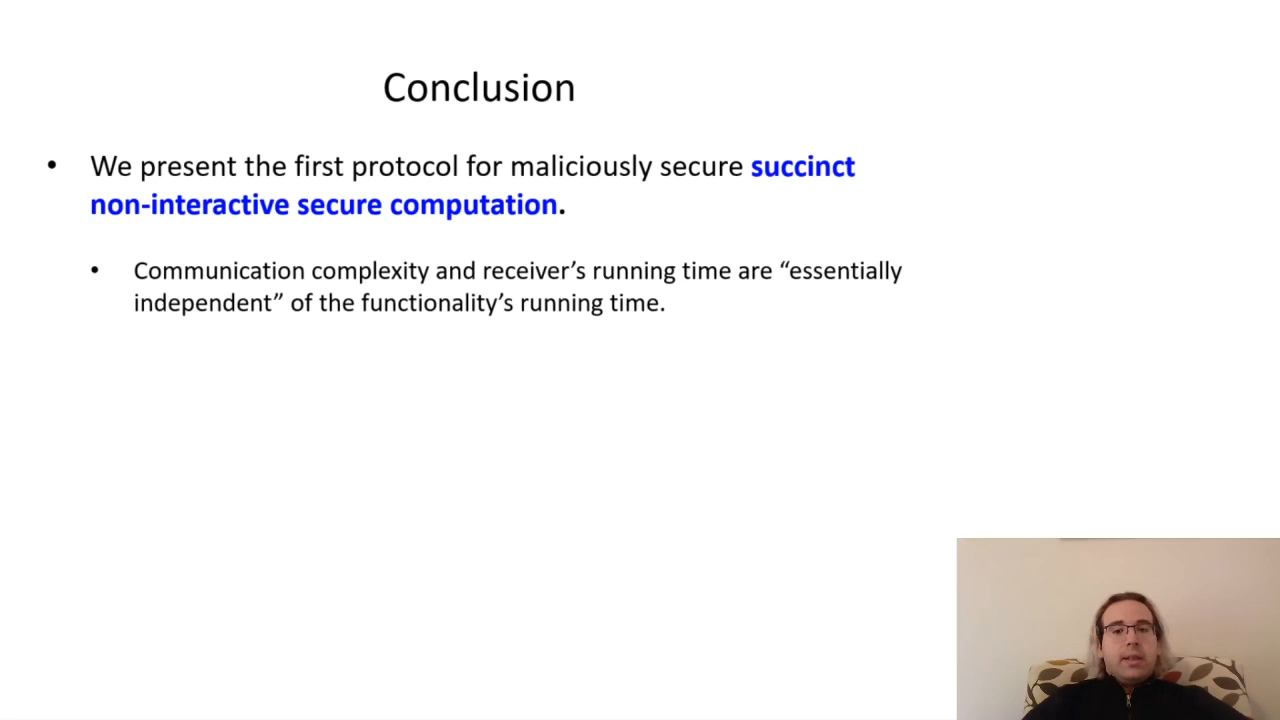 Conclusion
• We present the first protocol for maliciously secure succinct
non-interactive secure computation.
• Communication complexity and receiver’s running time are “essentially
independent” of the functionality’s running time.